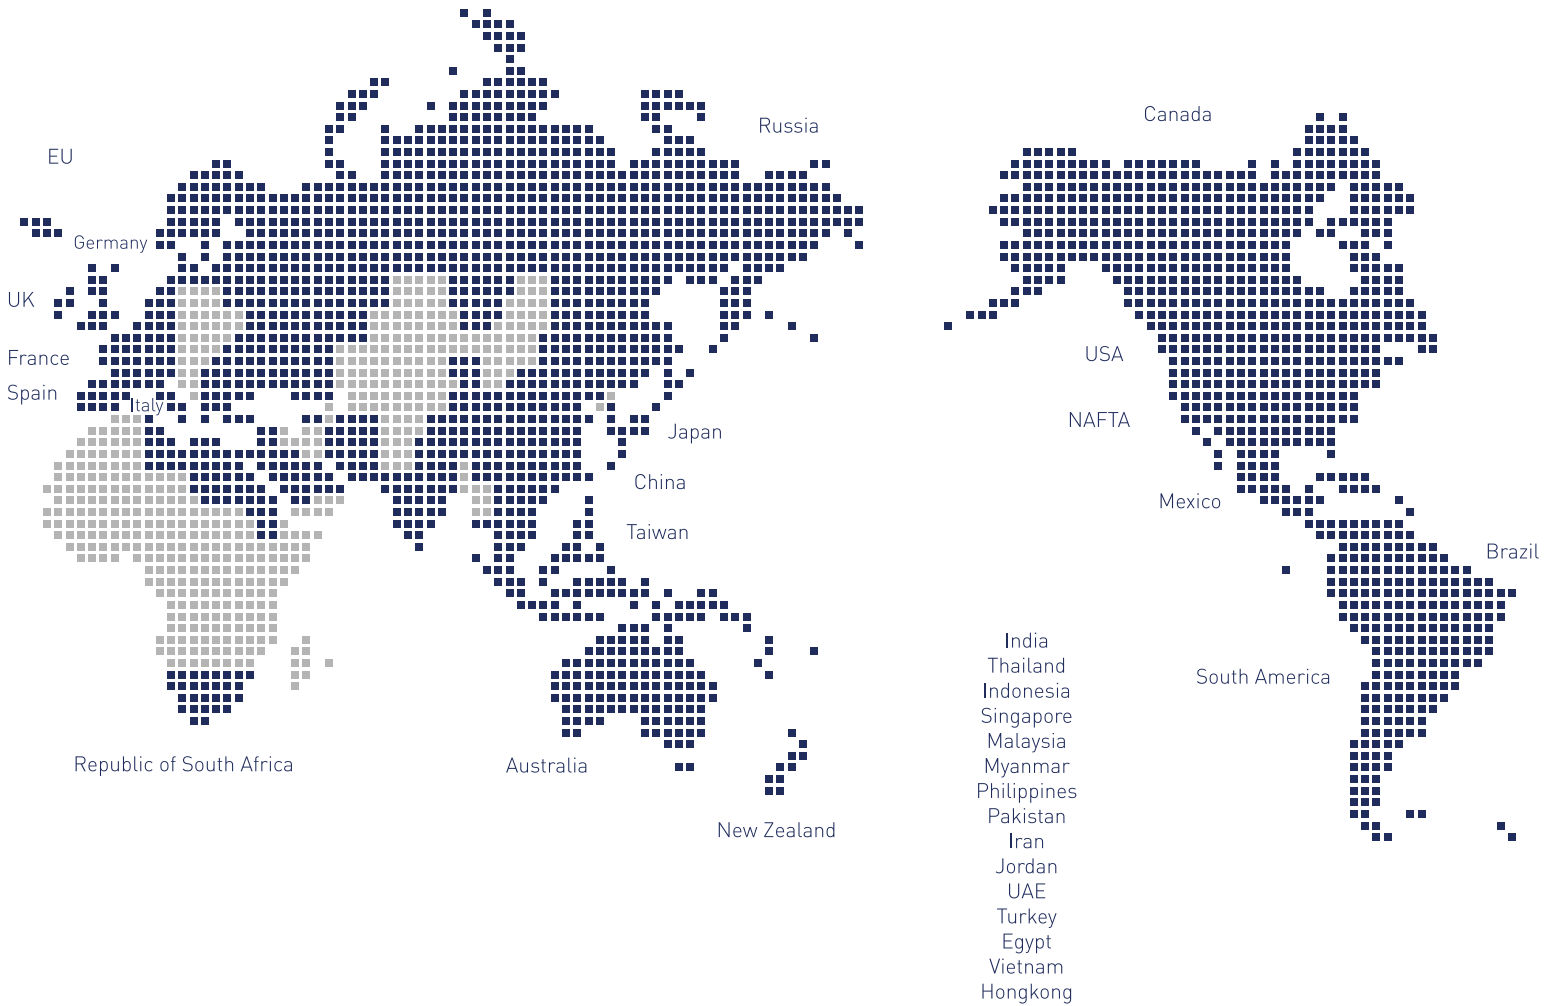 Canada
Russia
EU
Germany
UK
France
USA
Spain
Italy
NAFTA
Japan
China
Mexico
Taiwan
Brazil
South America
Republic of South Africa
Australia
New Zealand
India
Thailand
Indonesia
Singapore
Malaysia
Myanmar
Philippines
Pakistan
Iran
Jordan
UAE
Turkey
Egypt
Vietnam
Hongkong